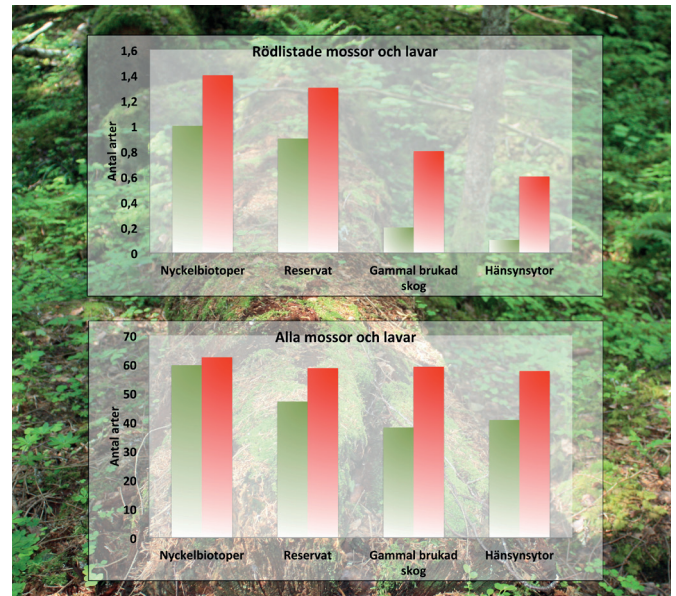 Rödlistade mossor och lavar
Antal arter
1,6
1,4
1,2
1
0,8
0,6
0,4
0,2
0
Nyckelbiotoper
Reservat
Gammal brukad
skog
Hänsynsytor
Alla mossor och lavar
Antal arter
70
60
50
40
30
20
10
0
Nyckelbiotoper
Reservat
Gammal brukad
skog
Hänsynsytor